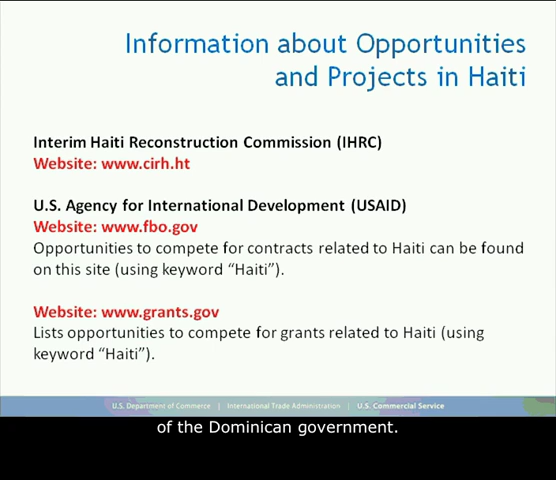 Information about Opportunities
and Projects in Haiti
Interim Haiti Reconstruction Commission (IHRC)
Website: www.cirh.ht
U.S. Agency for International Development (USAID)
Website: www.fbo.gov
Opportunities to compete for contracts related to Haiti can be found
on this site (using keyword “Haiti”).
Website: www.grants.gov
Lists opportunities to compete for grants related to Haiti (using
keyword “Haiti”).
U.S. Department of Commerce | International Trade Administration | U.S. Commercial Service
of the Dominican government.